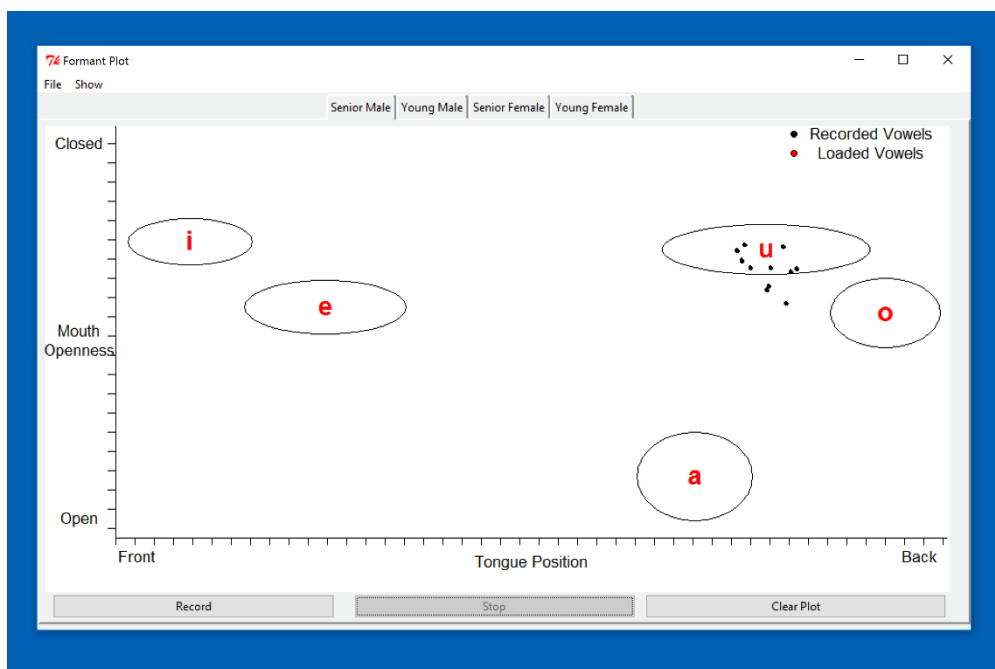 Formant Plot
File Show
Senior Male Young Male Senior Female Young Female
Closed
Recorded Vowels
Loaded Vowels
i
u
e
o
Mouth
Openness
a
Open
Front
Tongue Position
Back
Record Stop Clear Plot